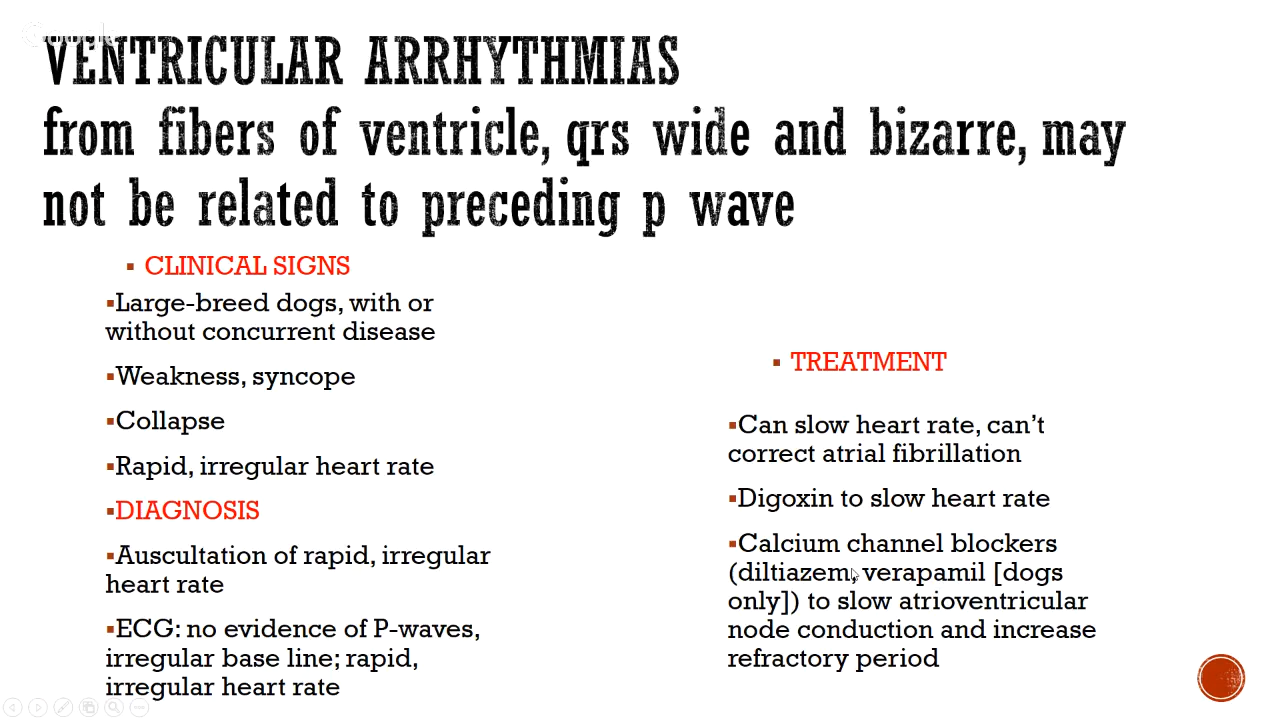 VENTRICULAR ARRHYTHMIAS
from fibers of ventricle, qrs wide and bizarre, may
not be related to preceding p wave
▪ CLINICAL SIGNS
▪Large-breed dogs, with or
without concurrent disease
▪Weakness, syncope
▪Collapse
▪Rapid, irregular heart rate
▪DIAGNOSIS
▪Auscultation of rapid, irregular
heart rate
▪ECG: no evidence of P-waves,
irregular base line; rapid,
irregular heart rate
▪ TREATMENT
▪Can slow heart rate, can’t
correct atrial fibrillation
▪Digoxin to slow heart rate
▪Calcium channel blockers
(diltiazem, verapamil [dogs
only]) to slow atrioventricular
node conduction and increase
refractory period